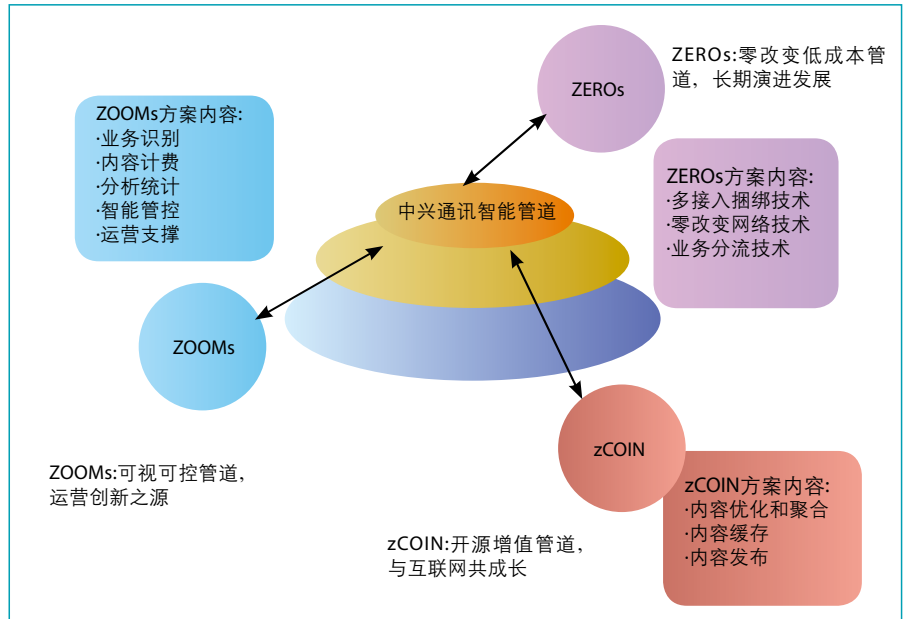 ZEROs:零改变低成本管
道，长期演进发展
ZEROs
ZOOMs方案内容:
·业务识别
·内容计费
·分析统计
·智能管控
·运营支撑
ZEROs方案内容:
·多接入捆绑技术
·零改变网络技术
·业务分流技术
中兴通讯智能管道
ZOOMs
ZOOMs:可视可控管道，
运营创新之源
zCOIN
zCOIN方案内容:
·内容优化和聚合
·内容缓存
·内容发布
zCOIN:开源增值管道，
与互联网共成长